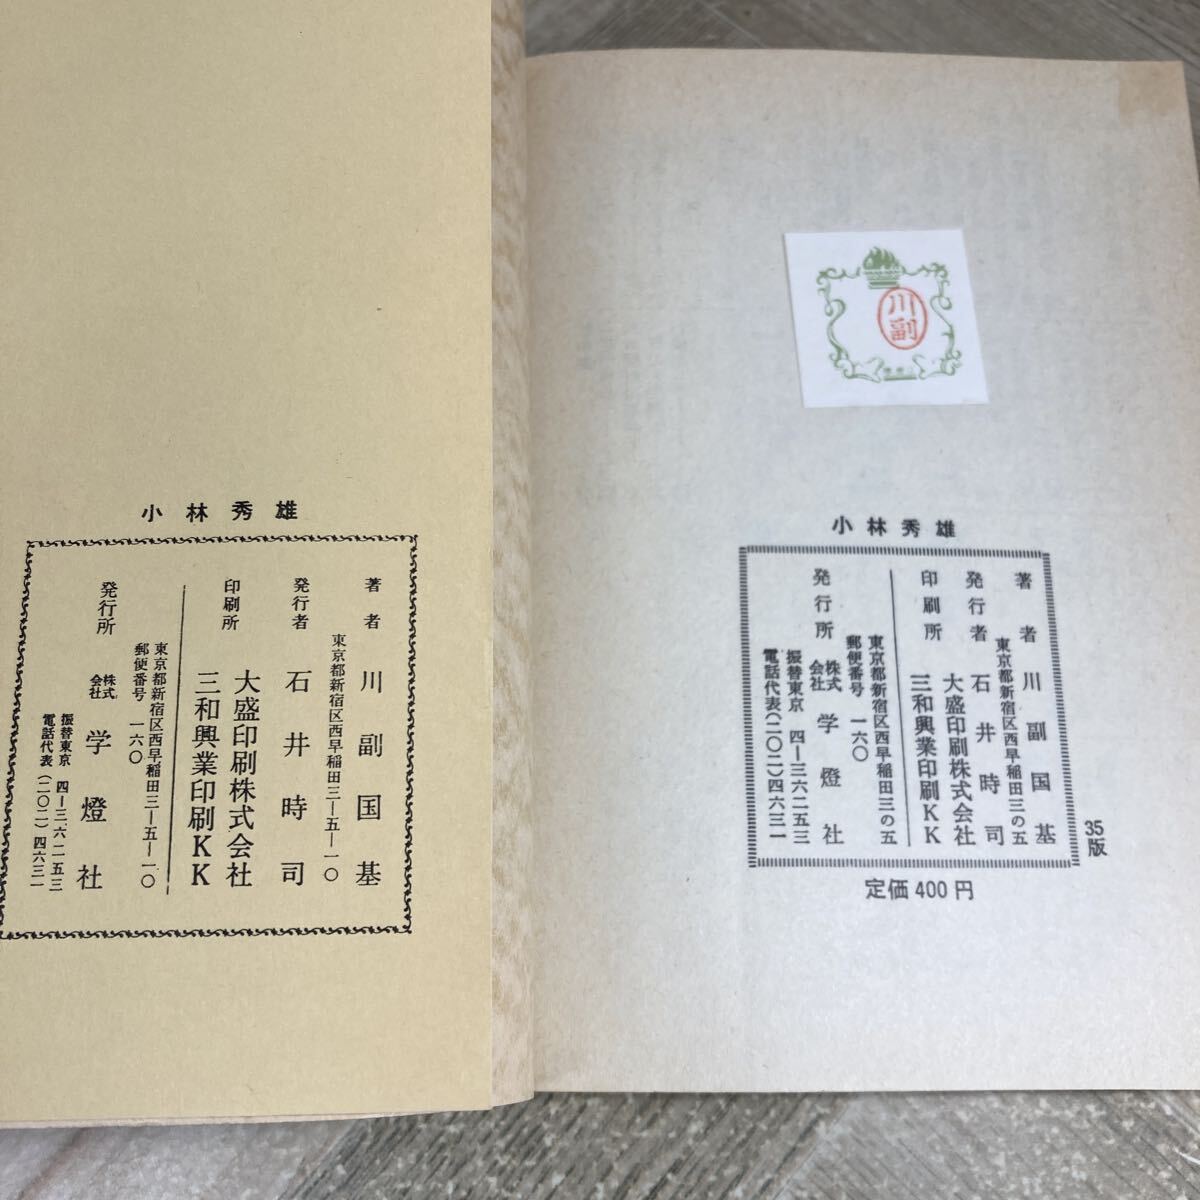 小林秀雄
著者 川副国基
東京都新宿区西早稲田三―五―一〇
発行者 石井時司
印刷所 大盛印刷株式会社
三和興業印刷KK
東京都新宿区西早稲田三―五―一〇
郵便番号 一六〇
発行所 株式会社 学燈社
振替東京 四―三六二一五三
電話代表(二〇二)四六三一
川副
小林秀雄
著者 川副国基
東京都新宿区西早稲田三の五
発行者 石井時司
印刷所 大盛印刷株式会社
三和興業印刷KK
東京都新宿区西早稲田三の五
郵便番号 一六〇
発行所 株式会社 学燈社
振替東京 四―三六二五三
電話代表(二〇二)四六三一
35版
定価400円